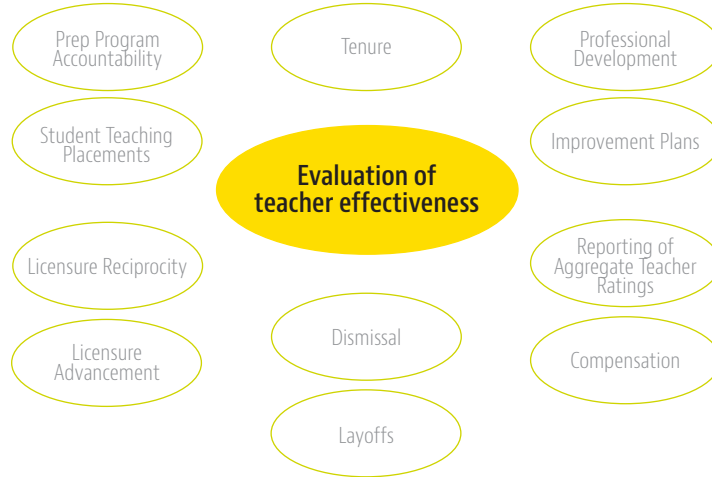 Prep Program
Accountability
Tenure
Professional
Development
Student Teaching
Placements
Improvement Plans
Evaluation of
teacher effectiveness
Licensure Reciprocity
Reporting of
Aggregate Teacher
Ratings
Dismissal
Licensure
Advancement
Compensation
Layoffs